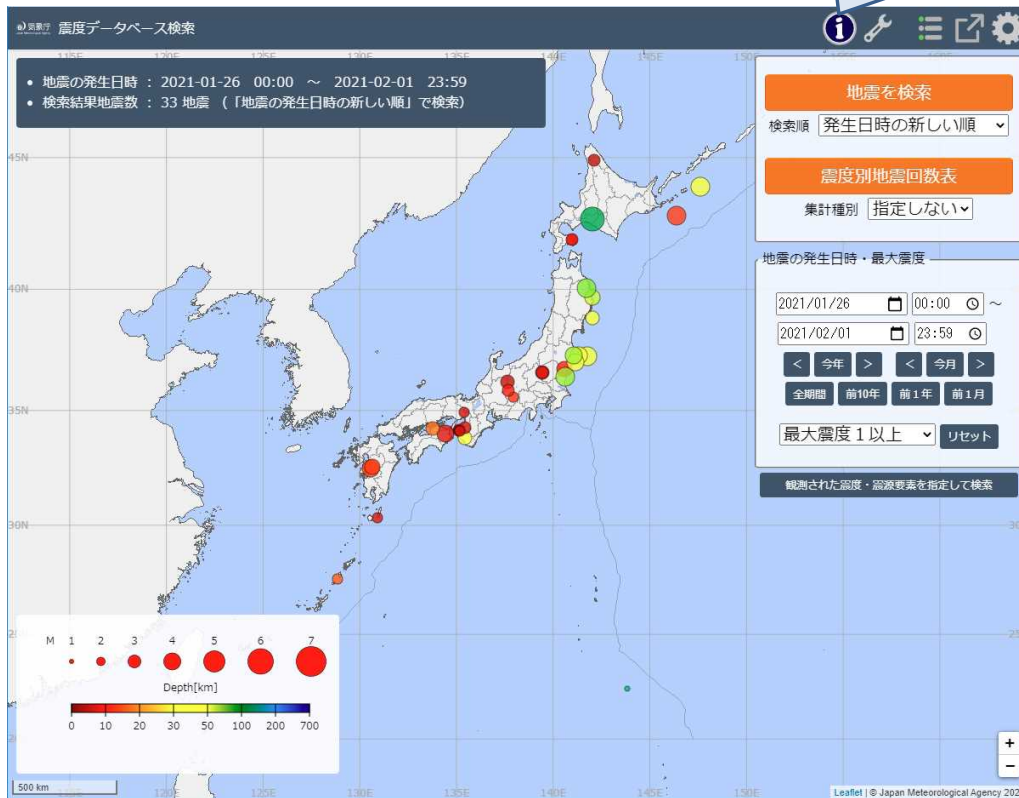 気象庁 震度データベース検索
115E 120E 125E 130E 135E 140E 145E 150E
• 地震の発生日時 : 2021-01-26 00:00 ～ 2021-02-01 23:59
• 検索結果地震数 : 33 地震 (「地震の発生日時の新しい順」で検索)
地震を検索
検索順 発生日時の新しい順
震度別地震回数表
集計種別 指定しない
地震の発生日時・最大震度
2021/01/26 00:00 ～
2021/02/01 23:59
< 今年 > < 今月 >
全期間 前10年 前1年 前1月
最大震度1以上 リセット
観測された震度・震源要素を指定して検索
45N
40N
35N
30N
M 1 2 3 4 5 6 7
Depth[km]
0 10 20 30 50 100 200 700
+
−
500 km
120E 125E 130E 135E 140E 145E 150E
Leaflet | © Japan Meteorological Agency 202